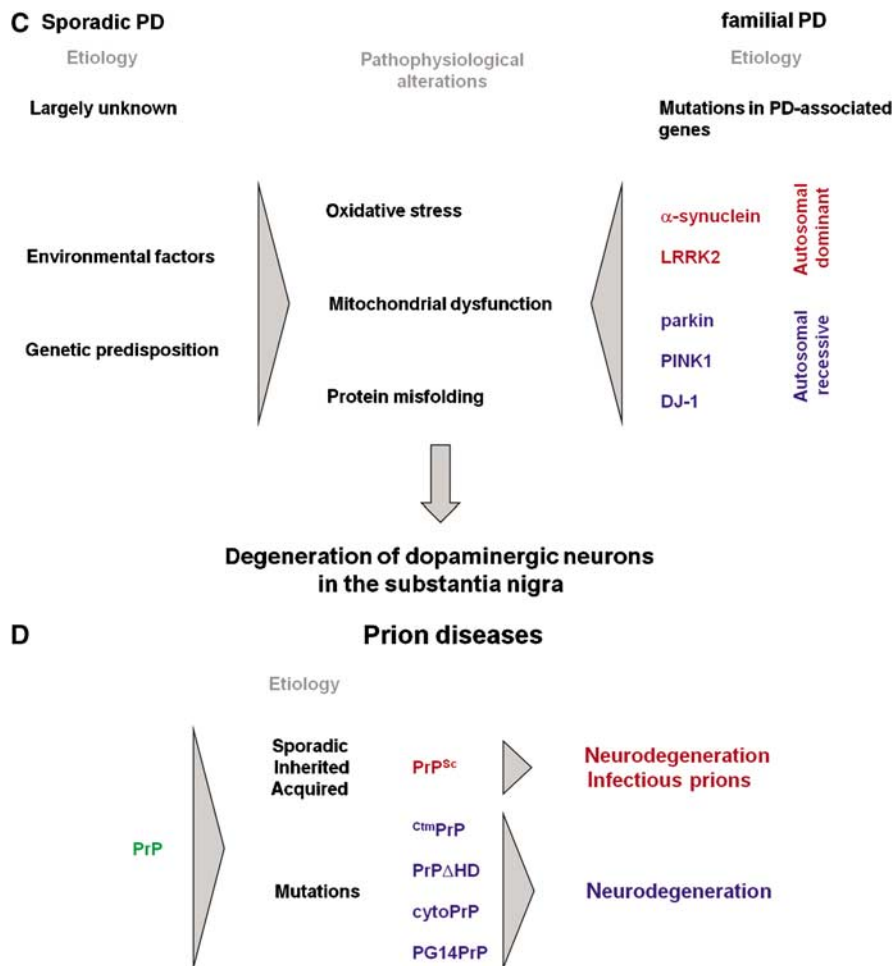 C Sporadic PD
familial PD
Etiology
Pathophysiological
alterations
Etiology
Largely unknown
Mutations in PD-associated
genes
Oxidative stress
α-synuclein
Autosomal
dominant
Environmental factors
LRRK2
Mitochondrial dysfunction
parkin
Autosomal
recessive
Genetic predisposition
PINK1
Protein misfolding
DJ-1
Degeneration of dopaminergic neurons
in the substantia nigra
D Prion diseases
Etiology
Sporadic
Inherited
Acquired
PrP^Sc
Neurodegeneration
Infectious prions
PrP
^CtmPrP
PrPΔHD
Mutations
Neurodegeneration
cytoPrP
PG14PrP